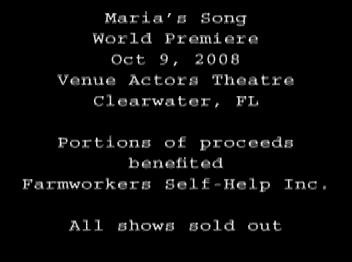 Maria's Song
World Premiere
Oct 9, 2008
Venue Actors Theatre
Clearwater, FL
Portions of proceeds
benefited
Farmworkers Self-Help Inc.
All shows sold out